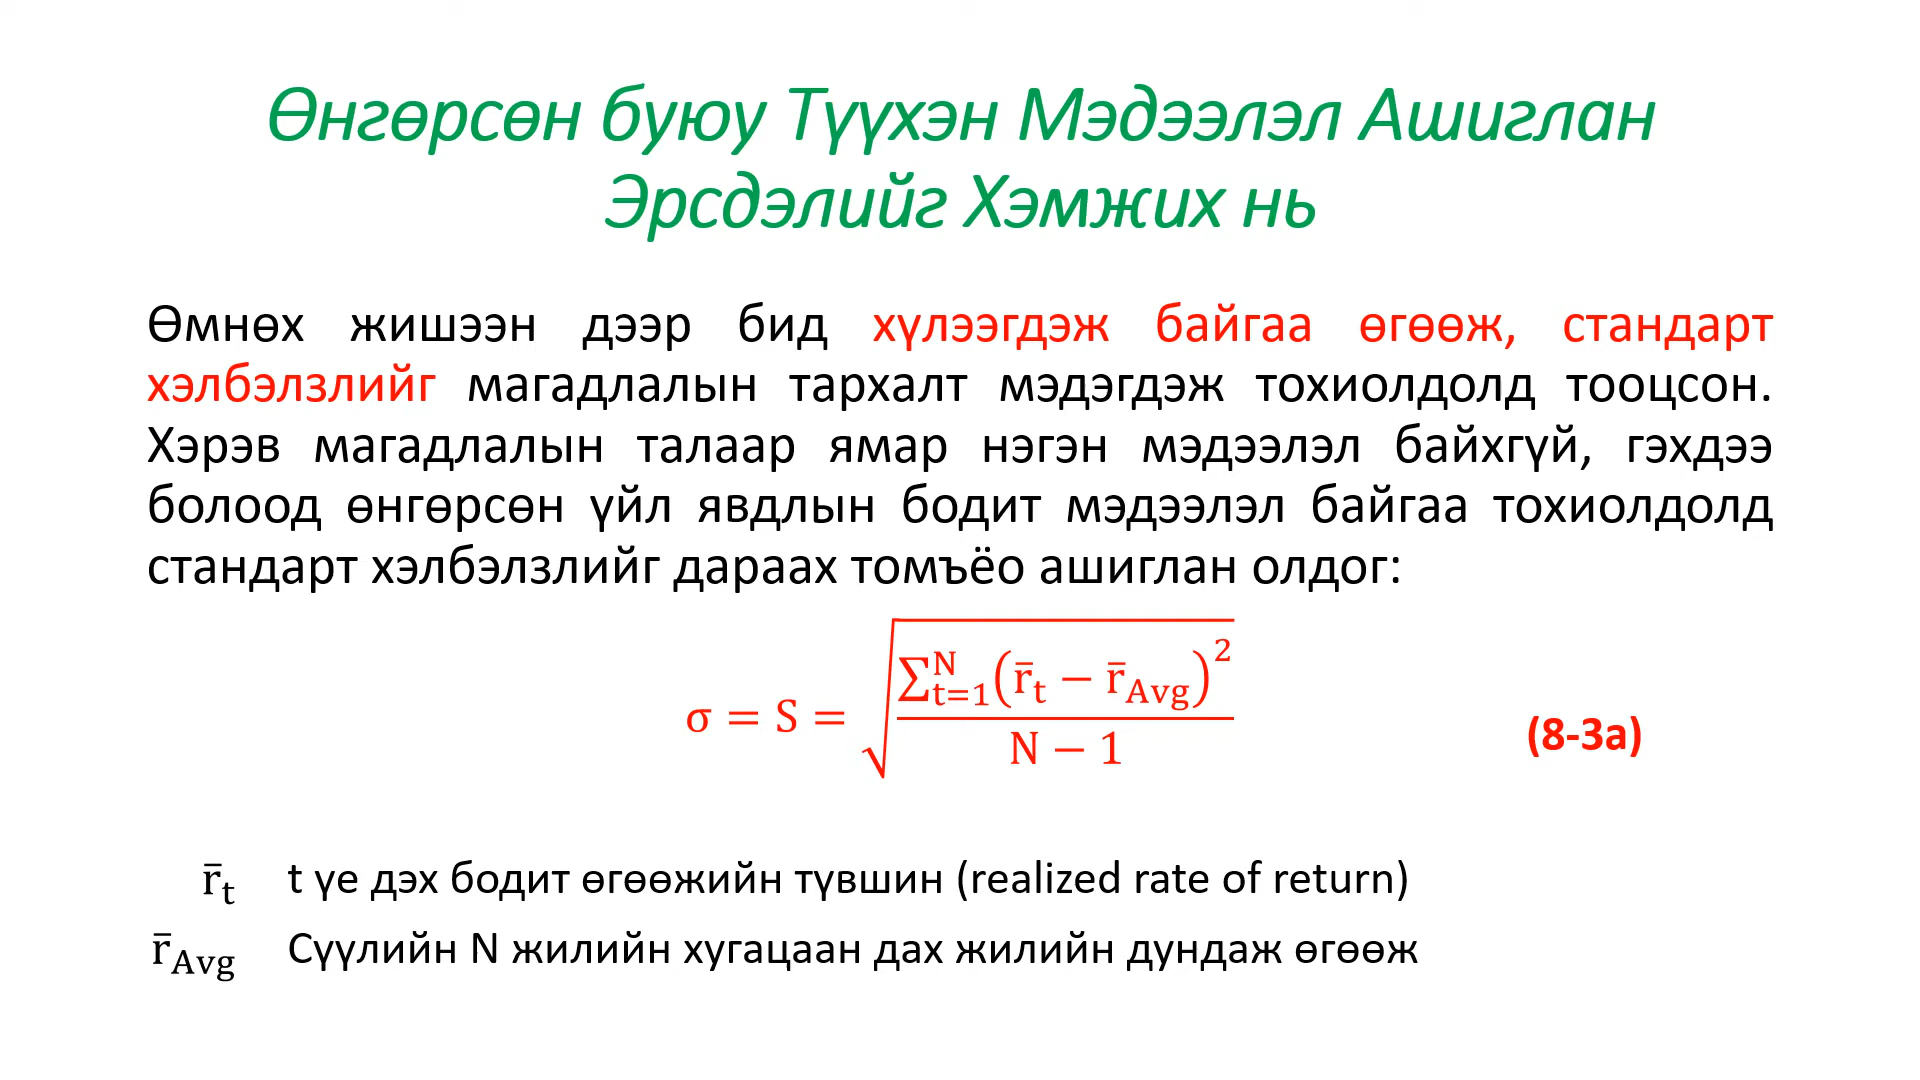 Өнгөрсөн буюу Түүхэн Мэдээлэл Ашиглан
Эрсдэлийг Хэмжих нь
Өмнөх жишээн дээр бид хүлээгдэж байгаа өгөөж, стандарт
хэлбэлзлийг магадлалын тархалт мэдэгдэж тохиолдолд тооцсон.
Хэрэв магадлалын талаар ямар нэгэн мэдээлэл байхгүй, гэхдээ
болоод өнгөрсөн үйл явдлын бодит мэдээлэл байгаа тохиолдолд
стандарт хэлбэлзлийг дараах томъёо ашиглан олдог:
σ = S = √(∑_{t=1}^{N}(r̄_t − r̄_Avg)² / (N − 1)) (8-3a)
r̄_t t үе дэх бодит өгөөжийн түвшин (realized rate of return)
r̄_Avg Сүүлийн N жилийн хугацаан дах жилийн дундаж өгөөж